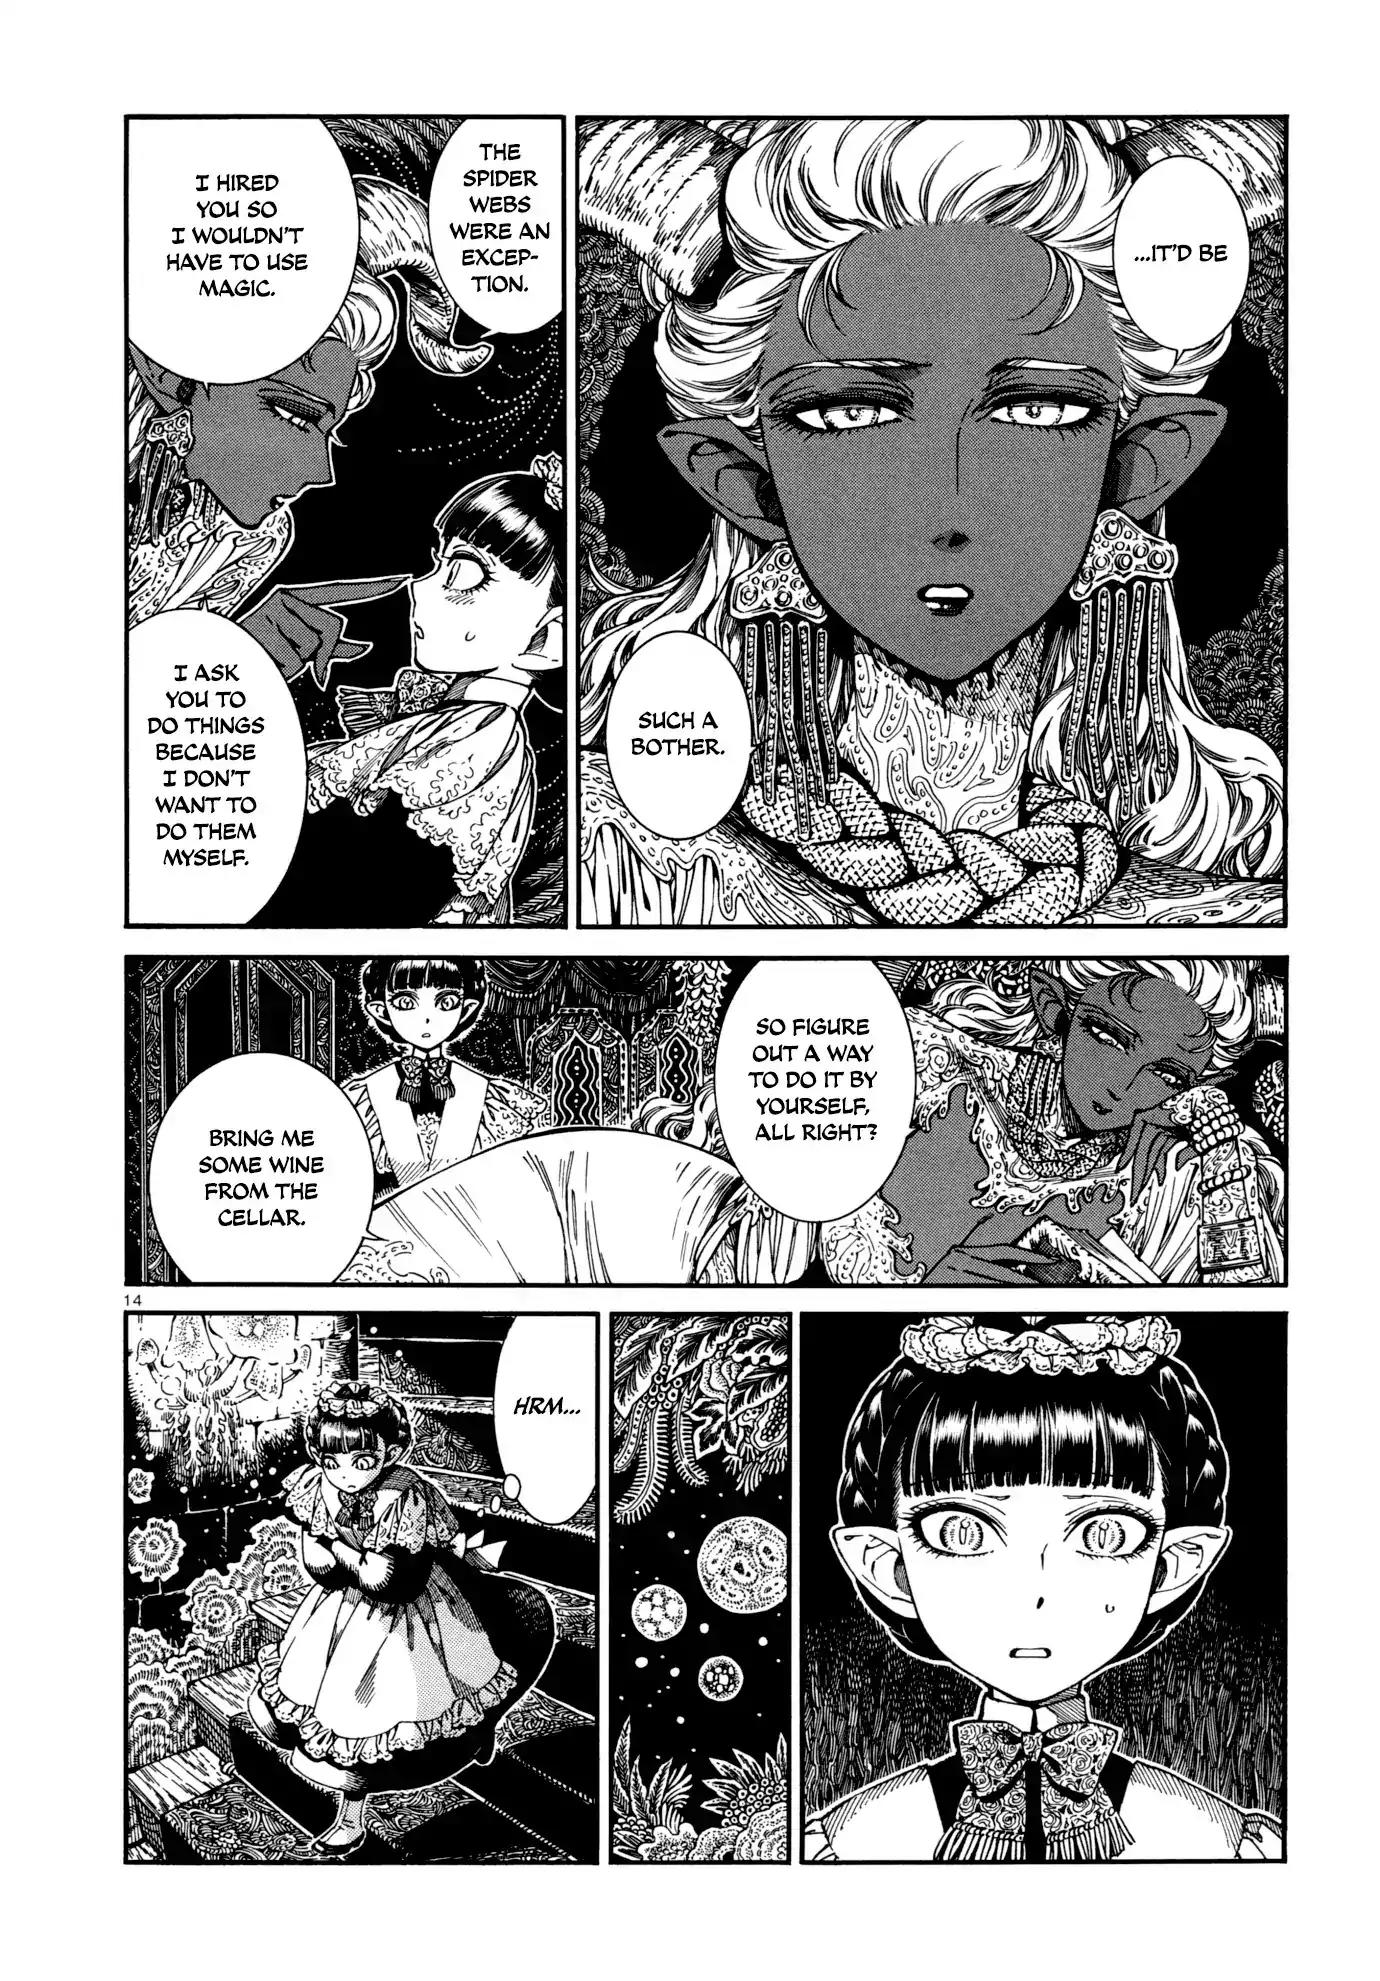 ...IT'D BE
SUCH A
BOTHER.
THE
SPIDER
WEBS
WERE AN
EXCEP-
TION.
I HIRED
YOU SO
I WOULDN'T
HAVE TO USE
MAGIC.
I ASK
YOU TO
DO THINGS
BECAUSE
I DON'T
WANT TO
DO THEM
MYSELF.
SO FIGURE
OUT A WAY
TO DO IT BY
YOURSELF,
ALL RIGHT?
BRING ME
SOME WINE
FROM THE
CELLAR.
14
HRM...